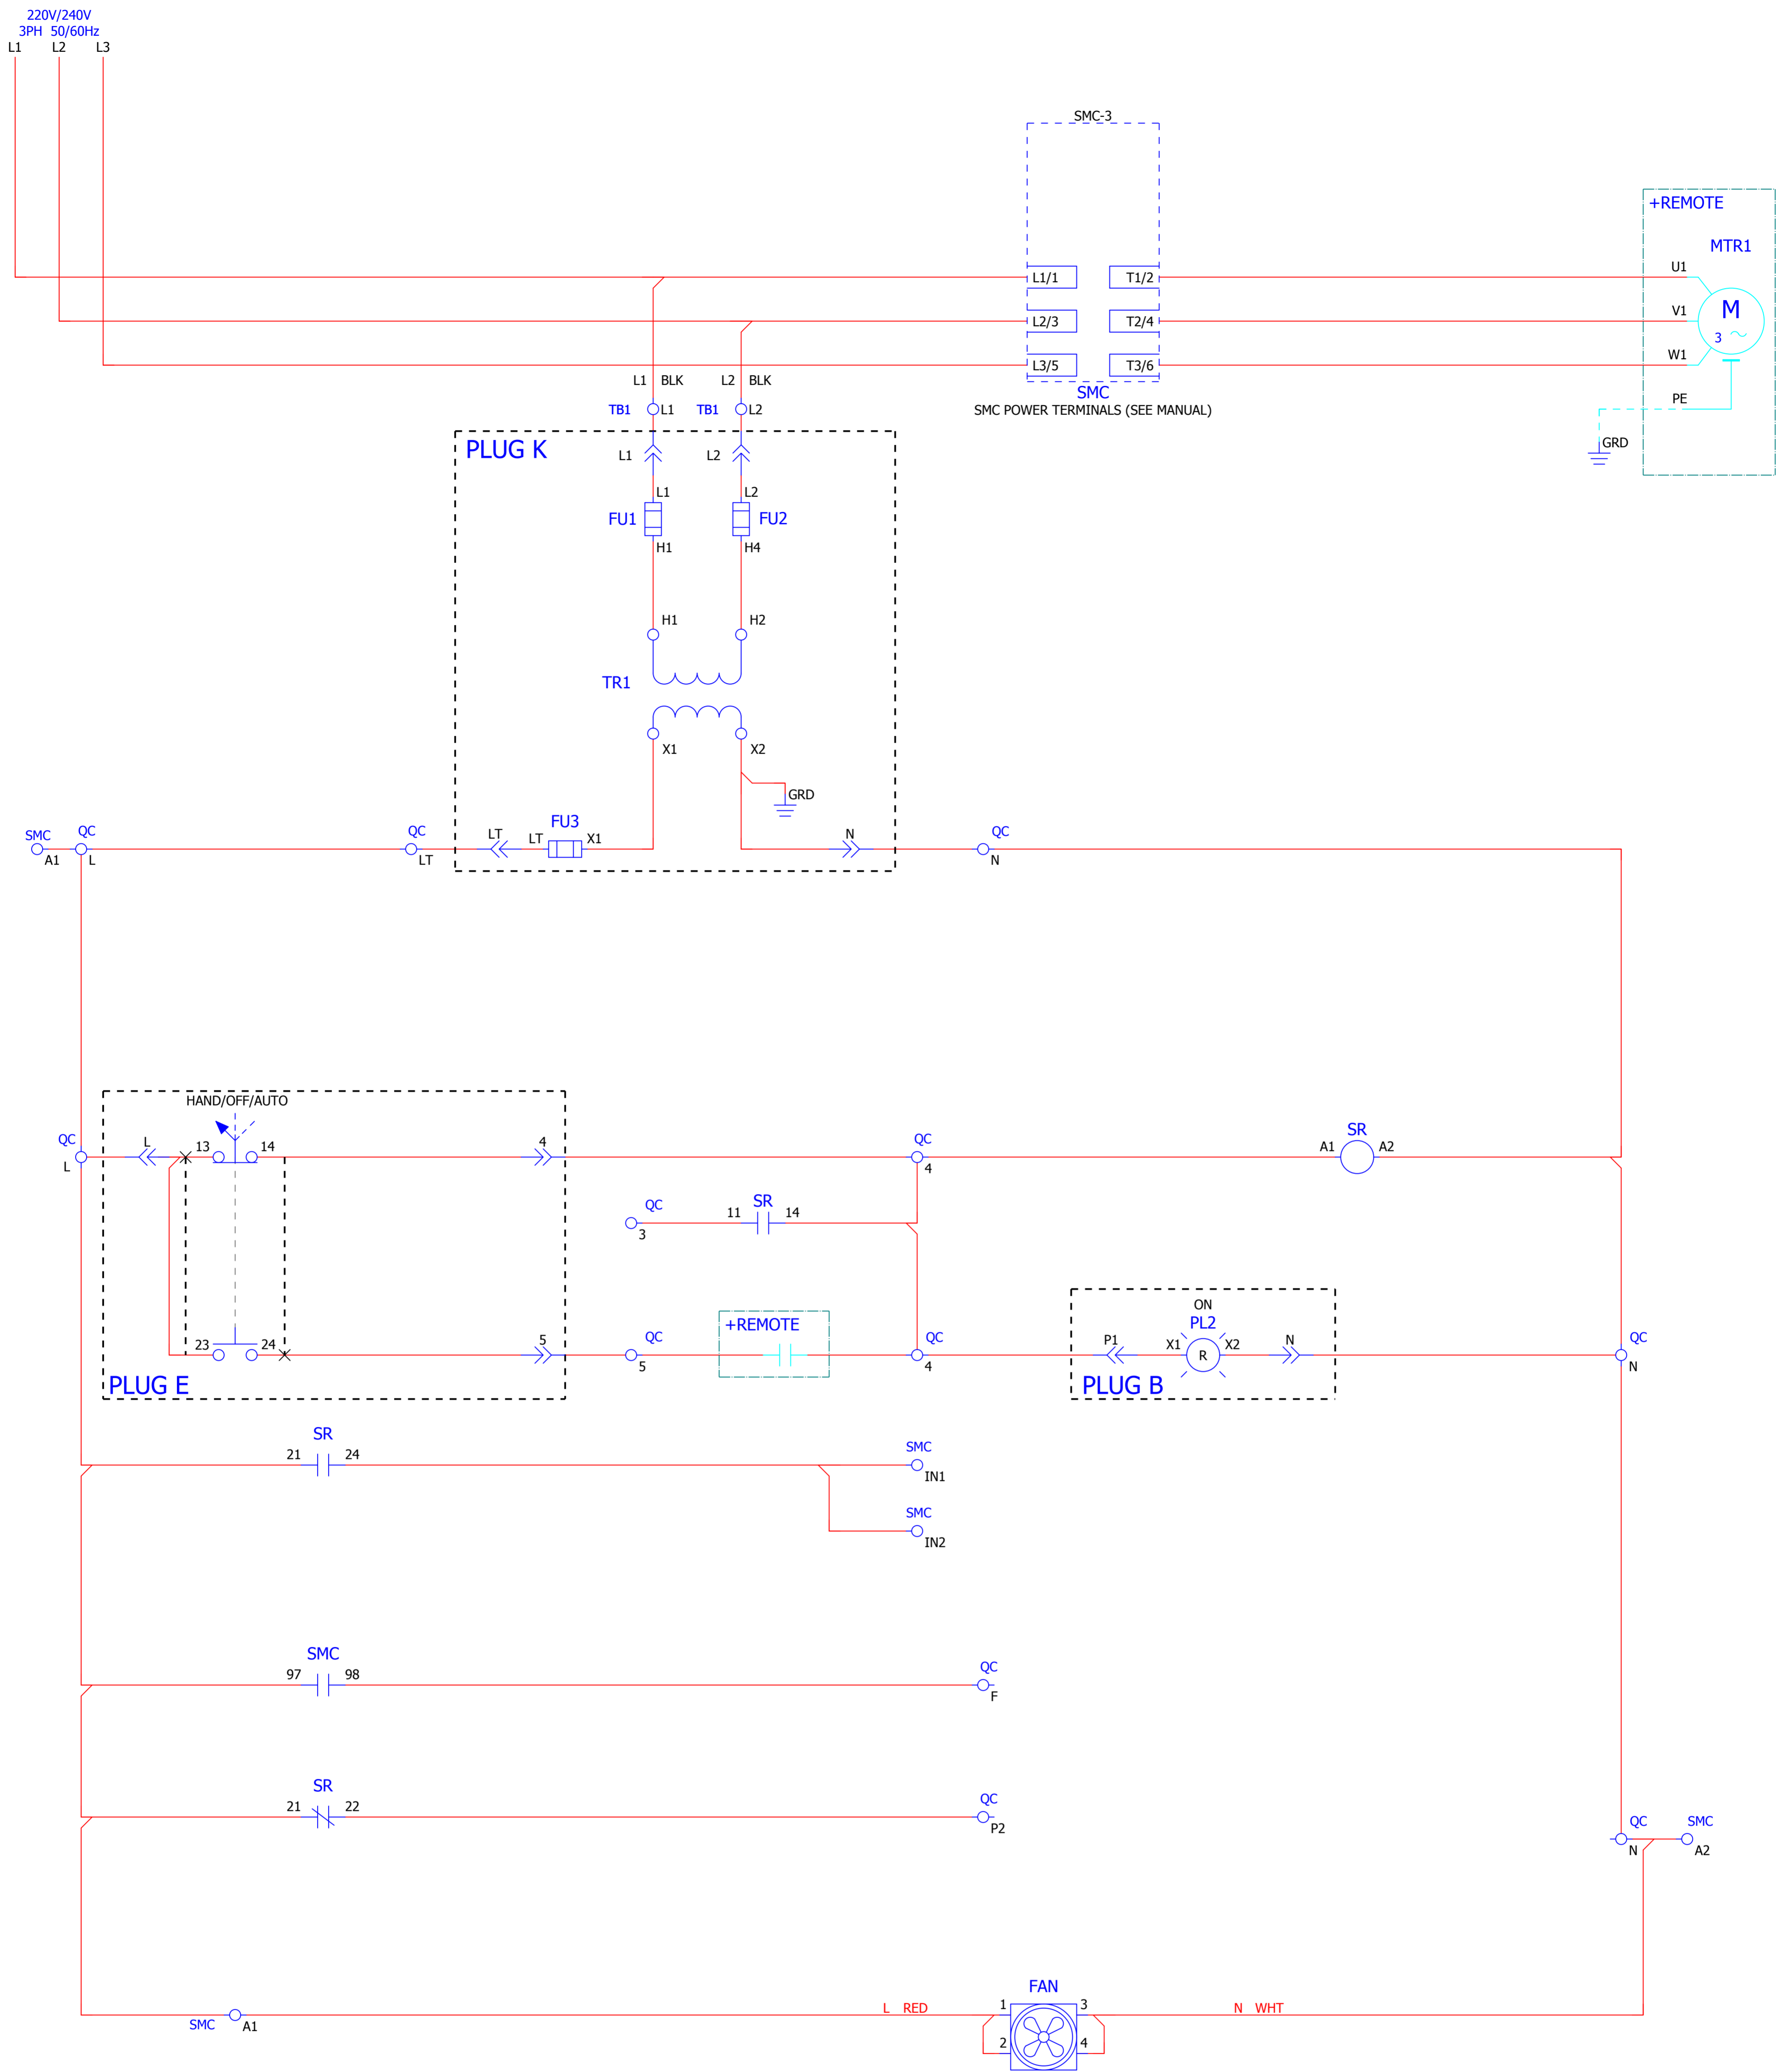 220V/240V
3PH 50/60Hz
L1 L2 L3
SMC-3
+REMOTE
MTR1
U1
L1/1 T1/2
V1
M
3
L2/3 T2/4
W1
L3/5 T3/6
L1 BLK L2 BLK
SMC
PE
TB1 L1 TB1 L2
SMC POWER TERMINALS (SEE MANUAL)
GRD
PLUG K
L1 L2
L1 L2
FU1 FU2
H1 H4
H1 H2
TR1
X1 X2
GRD
FU3
SMC QC QC LT LT X1 N QC
A1 L LT N
HAND/OFF/AUTO
QC L 13 14 4 QC SR
A1 A2
L 4
QC 11 SR 14
3
ON
+REMOTE PL2
23 24 5 QC QC P1 X1 X2 N QC
R
5 4 N
PLUG E PLUG B
SR
21 24 SMC
IN1
SMC
IN2
SMC
97 98 QC
F
SR
21 22 QC
P2
QC SMC
N A2
FAN
L RED 1 3 N WHT
SMC A1
2 4